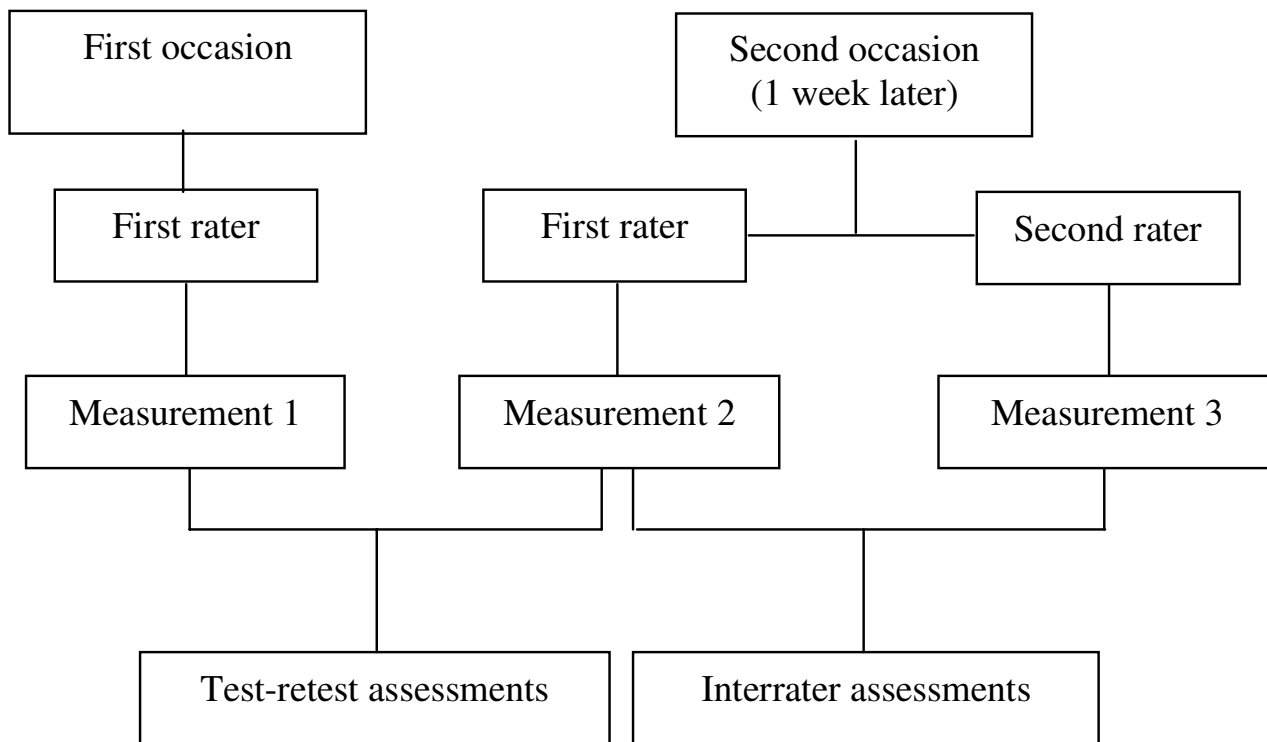 First occasion
Second occasion
(1 week later)
First rater
First rater
Second rater
Measurement 1
Measurement 2
Measurement 3
Test-retest assessments
Interrater assessments